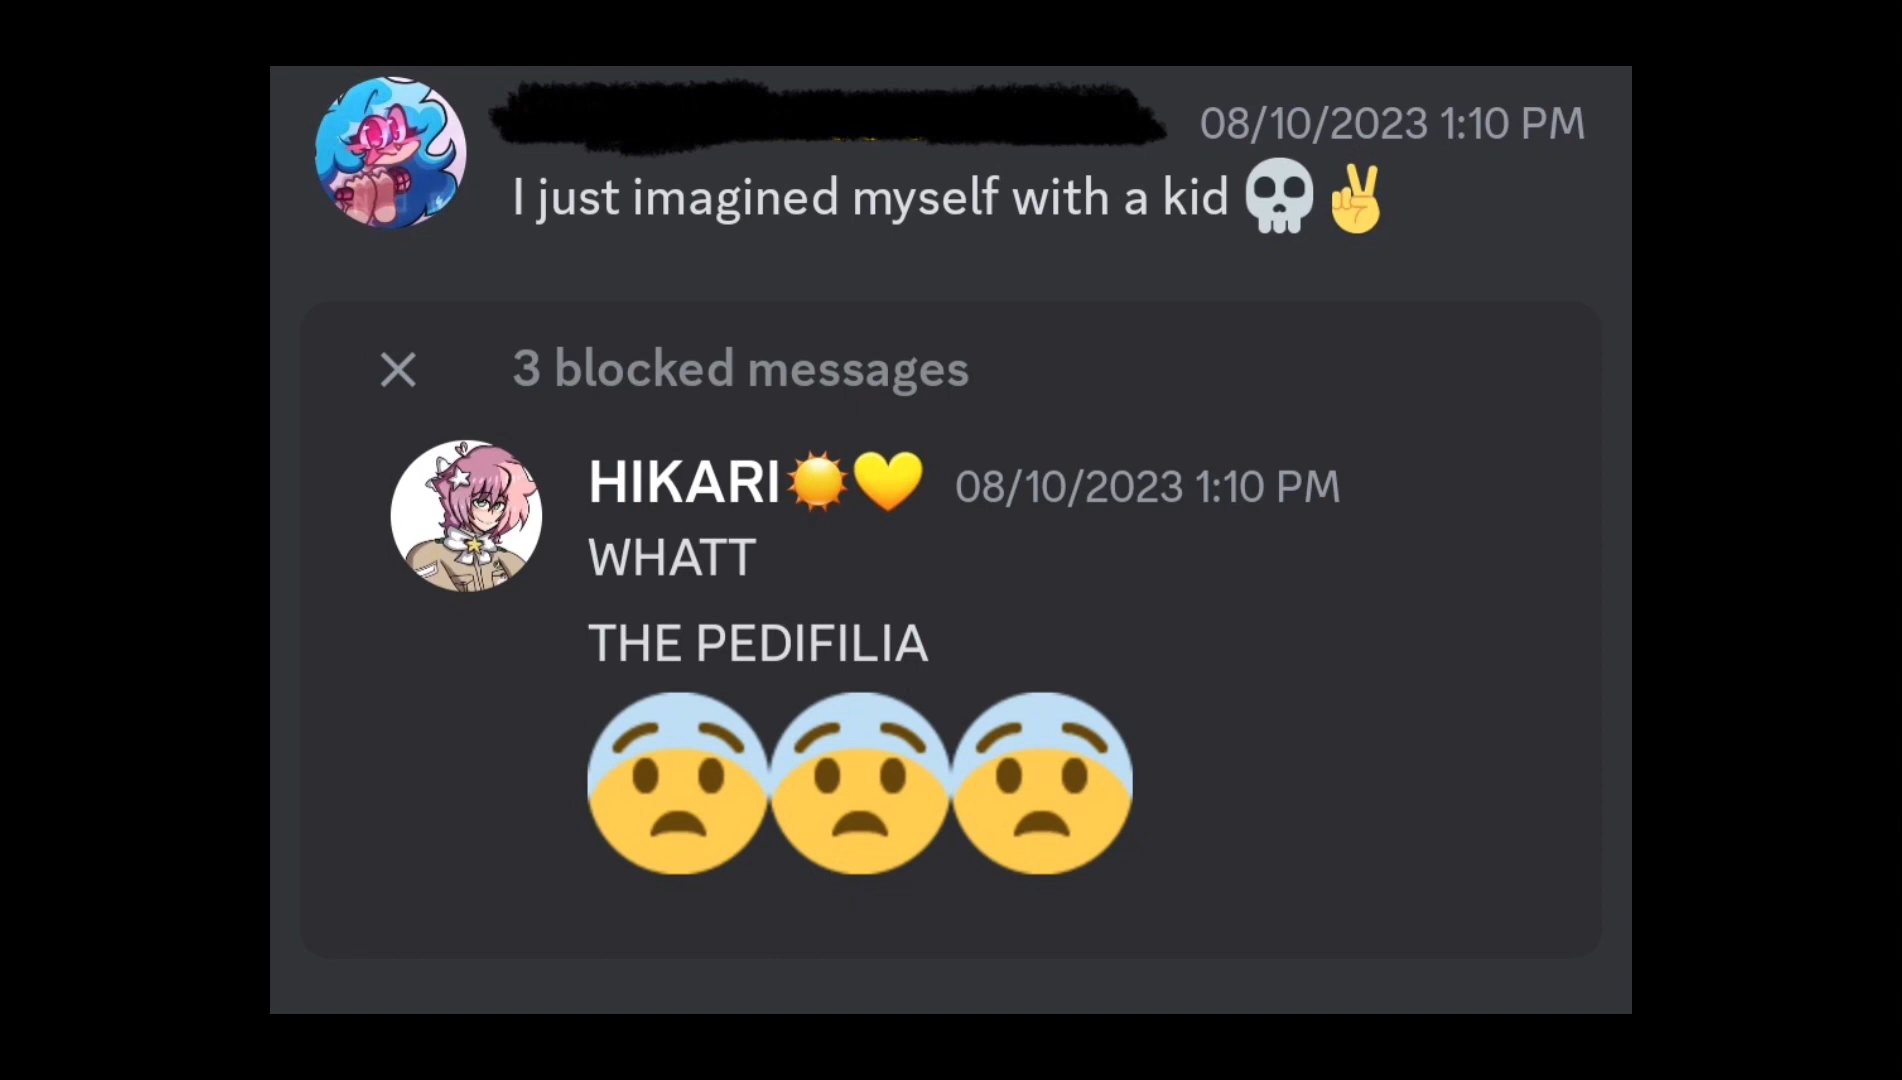 08/10/2023 1:10 PM
I just imagined myself with a kid 💀✌️
3 blocked messages
HIKARI☀️💛 08/10/2023 1:10 PM
WHATT
THE PEDIFILIA
😨😨😨